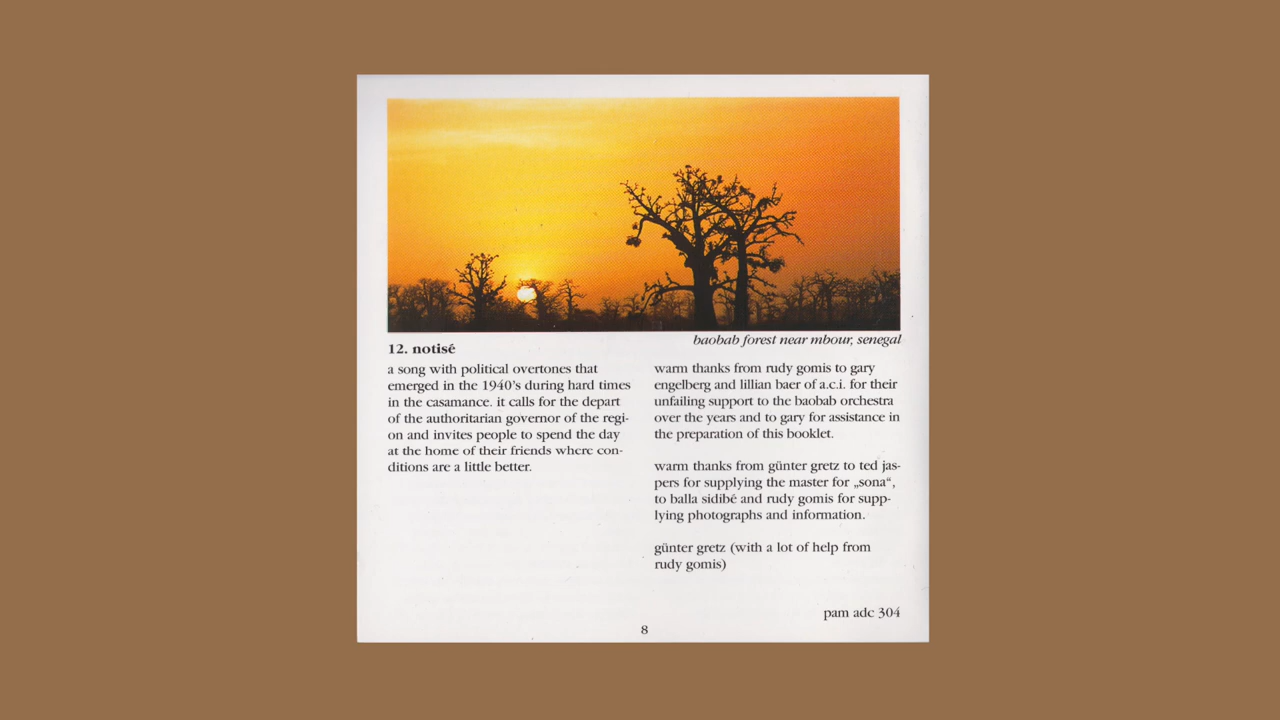 baobab forest near mbour, senegal
12. notisé
a song with political overtones that
emerged in the 1940's during hard times
in the casamance. it calls for the depart
of the authoritarian governor of the regi-
on and invites people to spend the day
at the home of their friends where con-
ditions are a little better.
warm thanks from rudy gomis to gary
engelberg and lillian baer of a.c.i. for their
unfailing support to the baobab orchestra
over the years and to gary for assistance in
the preparation of this booklet.
warm thanks from günter gretz to ted jas-
pers for supplying the master for „sona“,
to balla sidibé and rudy gomis for supp-
lying photographs and information.
günter gretz (with a lot of help from
rudy gomis)
pam adc 304
8